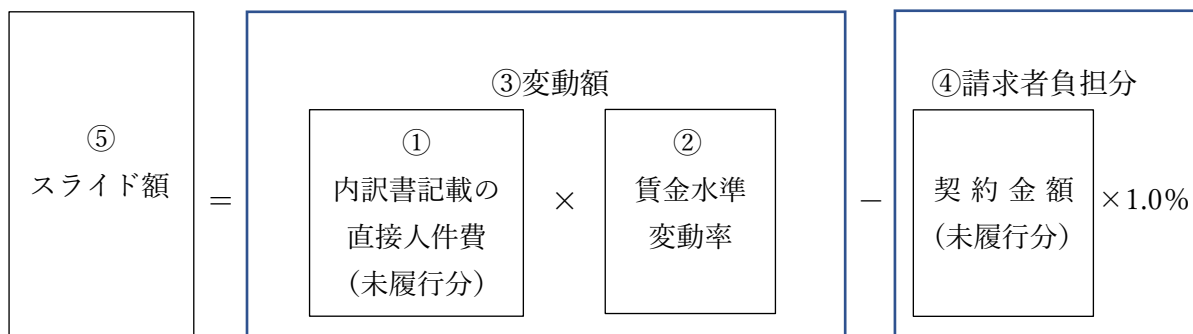 ⑤
スライド額
=
③変動額
①
内訳書記載の
直接人件費
(未履行分)
×
②
賃金水準
変動率
−
④請求者負担分
契 約 金 額
(未履行分)
×1.0%